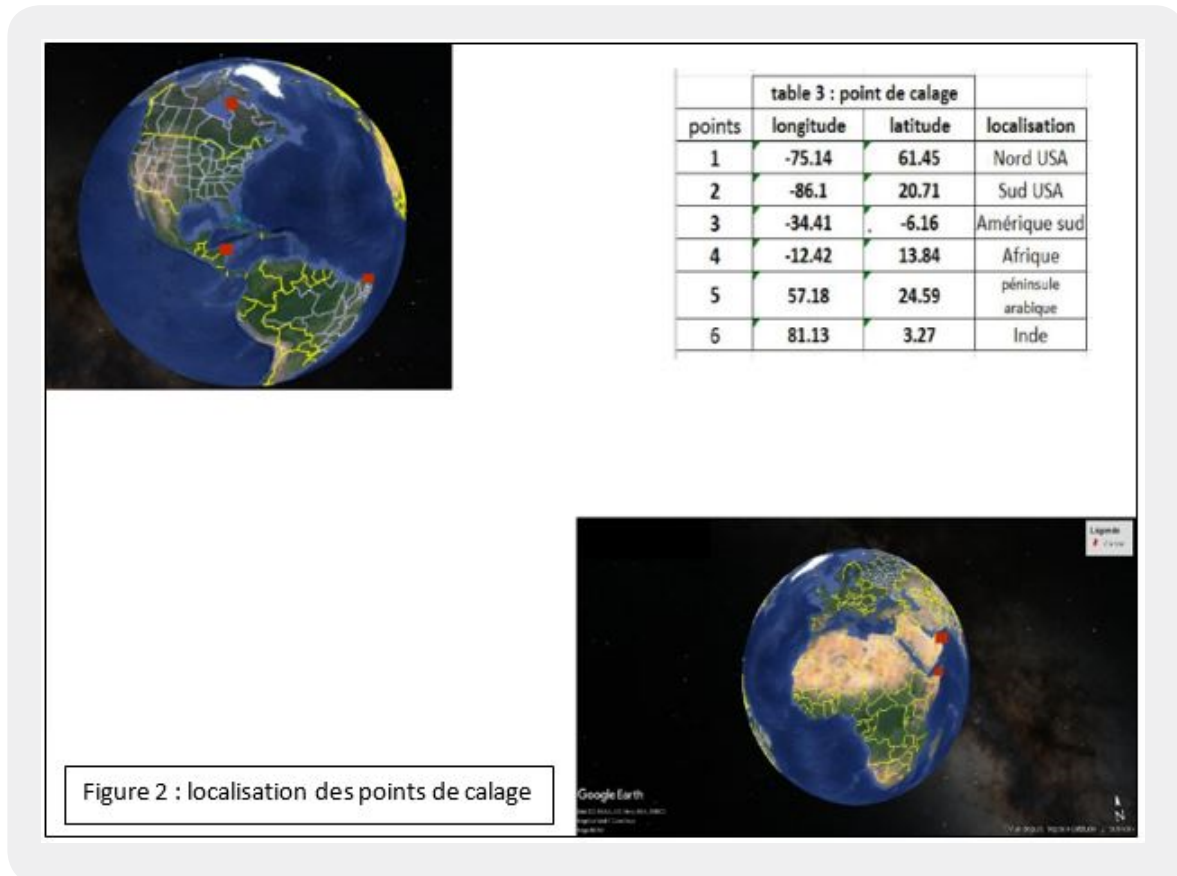 table 3 : point de calage
points longitude latitude localisation
1 -75.14 61.45 Nord USA
2 -86.1 20.71 Sud USA
3 -34.41 -6.16 Amérique sud
4 -12.42 13.84 Afrique
5 57.18 24.59 péninsule arabique
6 81.13 3.27 Inde
Légende
Figure 2 : localisation des points de calage
Google Earth
N